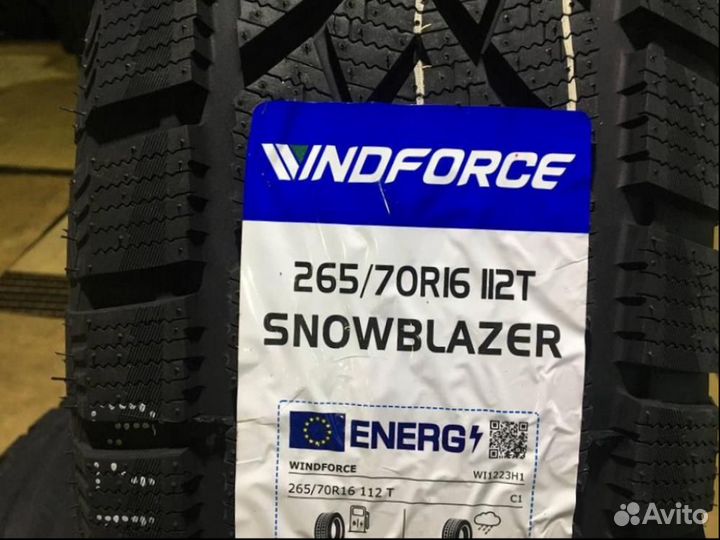 WINDFORCE
265/70R16 112T
SNOWBLAZER
ENERG
WINDFORCE WI1223H1
265/70R16 112 T C1
Avito